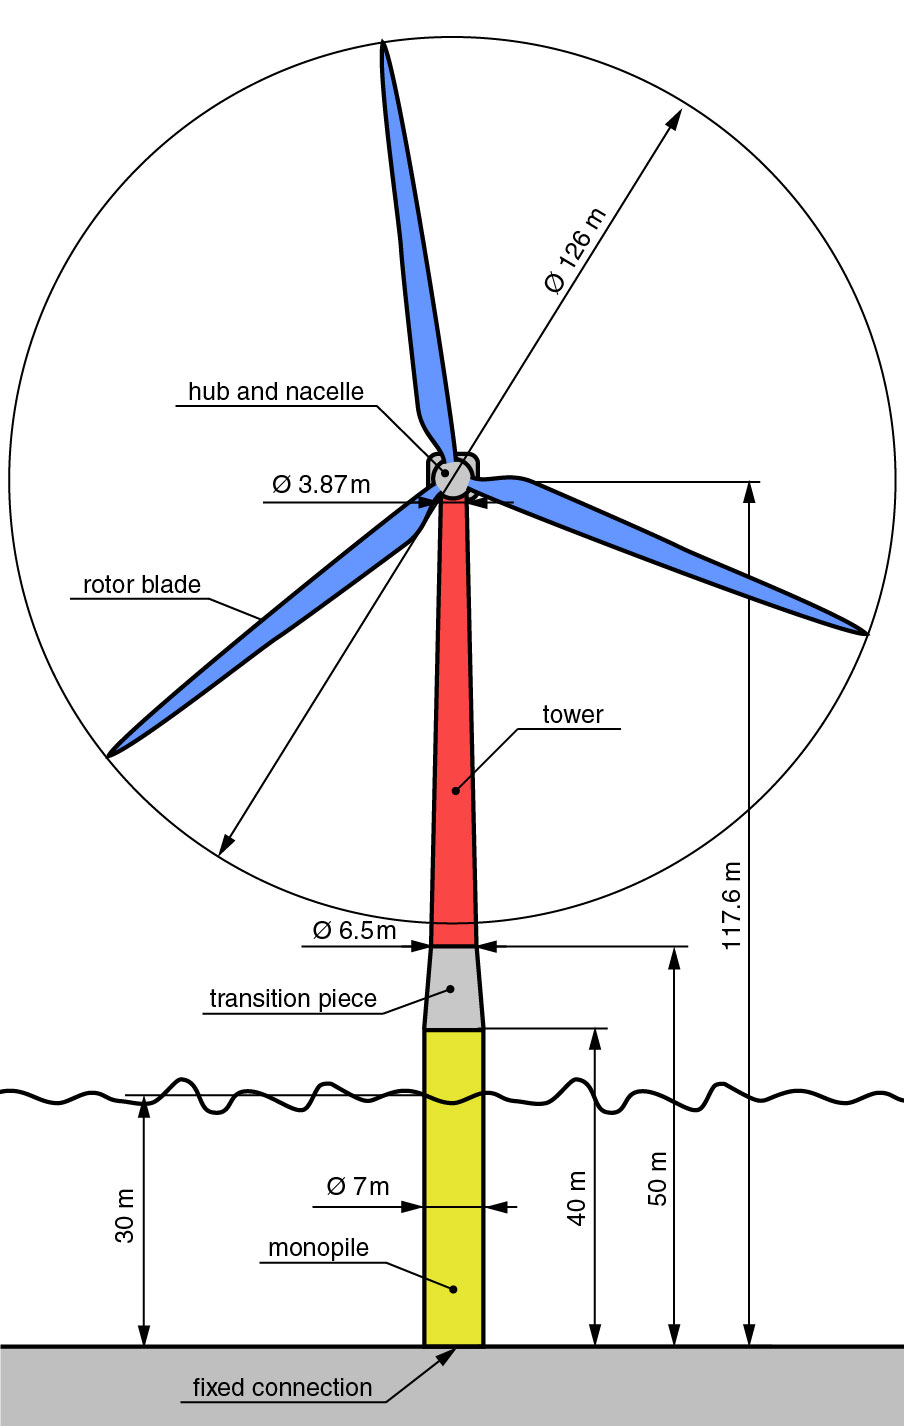 Ø 126 m
hub and nacelle
Ø 3.87m
rotor blade
tower
117.6 m
Ø 6.5m
transition piece
30 m
Ø 7m
40 m
50 m
monopile
fixed connection